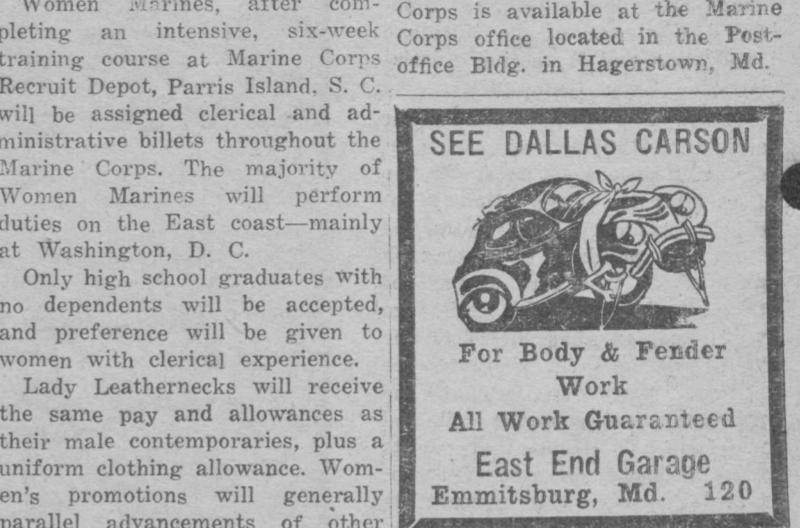 Women Marines, after com-
pleting an intensive, six-week
training course at Marine Corps
Recruit Depot, Parris Island, S. C.
will be assigned clerical and ad-
ministrative billets throughout the
Marine Corps. The majority of
Women Marines will perform
duties on the East coast—mainly
at Washington, D. C.
Only high school graduates with
no dependents will be accepted,
and preference will be given to
women with clerical experience.
Lady Leathernecks will receive
the same pay and allowances as
their male contemporaries, plus a
uniform clothing allowance. Wom-
en's promotions will generally
parallel advancements of other
Corps is available at the Marine
Corps office located in the Post-
office Bldg. in Hagerstown, Md.
SEE DALLAS CARSON
For Body & Fender
Work
All Work Guaranteed
East End Garage
Emmitsburg, Md. 120